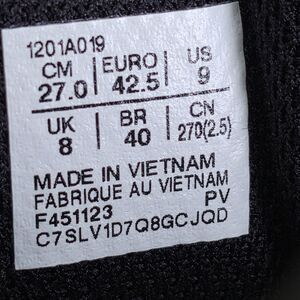 1201A019
CM 27.0 | EURO 42.5 | US 9
UK 8 | BR 40 | CN 270(2.5)
MADE IN VIETNAM
FABRIQUE AU VIETNAM
F451123 PV
C7SLV1D7Q8GCJQD